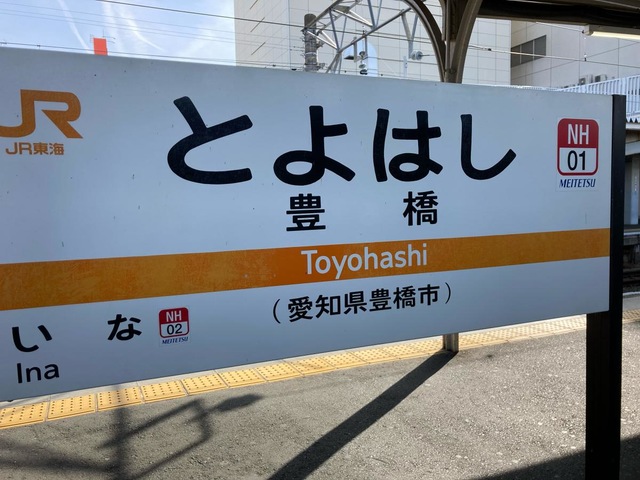 JR
JR東海
とよはし
豊橋
NH
01
MEITETSU
Toyohashi
(愛知県豊橋市)
いな
NH
02
MEITETSU
Ina